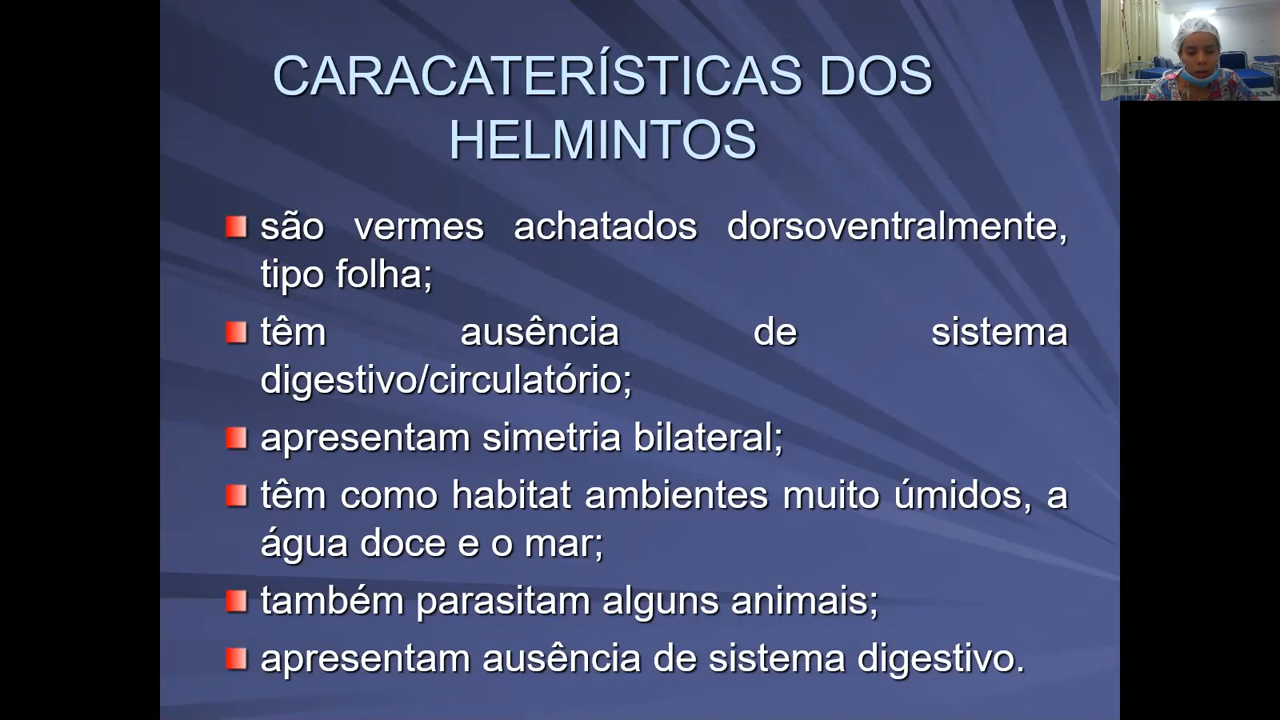 CARACATERÍSTICAS DOS
HELMINTOS
são vermes achatados dorsoventralmente,
tipo folha;
têm ausência de sistema
digestivo/circulatório;
apresentam simetria bilateral;
têm como habitat ambientes muito úmidos, a
água doce e o mar;
também parasitam alguns animais;
apresentam ausência de sistema digestivo.